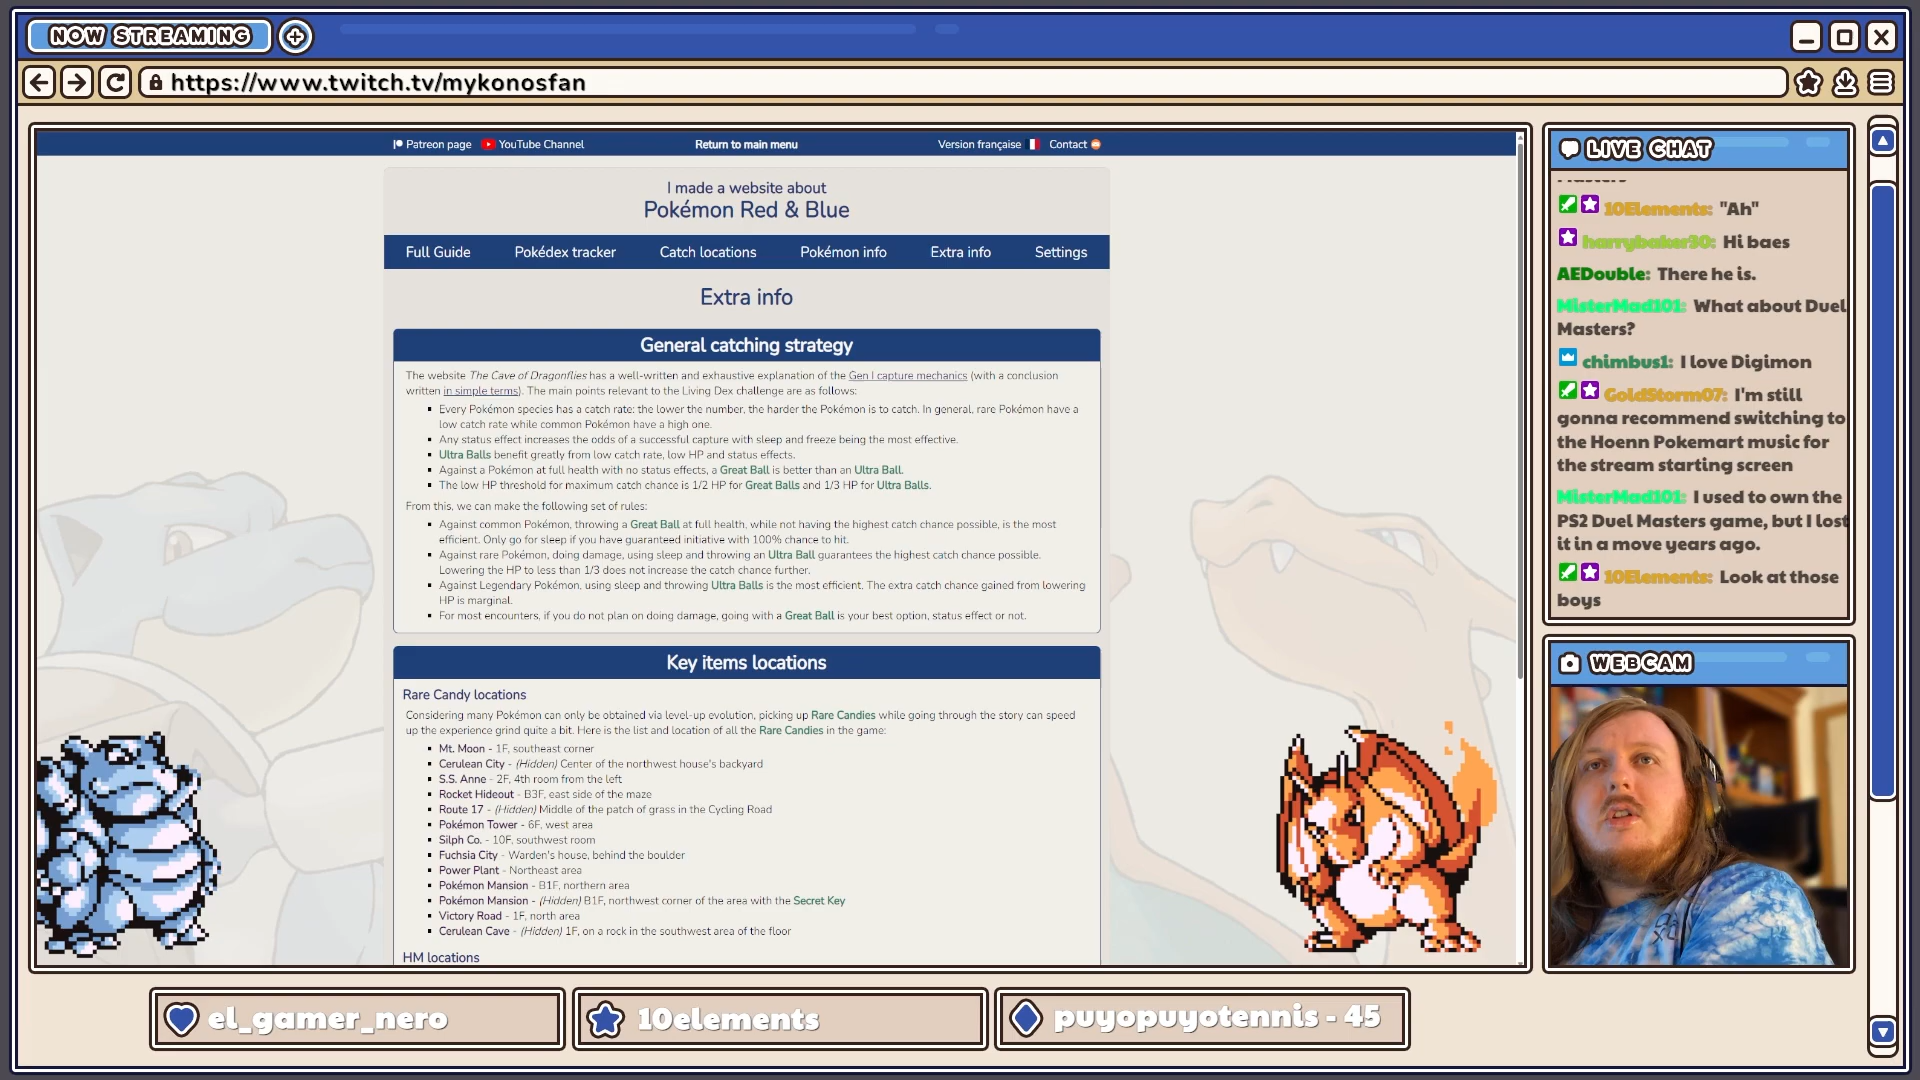 NOW STREAMING
https://www.twitch.tv/mykonosfan
Patreon page YouTube Channel Return to main menu Version française Contact
I made a website about
Pokémon Red & Blue
Full Guide Pokédex tracker Catch locations Pokémon info Extra info Settings
Extra info
General catching strategy
The website The Cave of Dragonflies has a well-written and exhaustive explanation of the Gen I capture mechanics (with a conclusion
written in simple terms). The main points relevant to the Living Dex challenge are as follows:
Every Pokémon species has a catch rate: the lower the number, the harder the Pokémon is to catch. In general, rare Pokémon have a
low catch rate while common Pokémon have a high one.
Any status effect increases the odds of a successful capture with sleep and freeze being the most effective.
Ultra Balls benefit greatly from low catch rate, low HP and status effects.
Against a Pokémon at full health with no status effects, a Great Ball is better than an Ultra Ball.
The low HP threshold for maximum catch chance is 1/2 HP for Great Balls and 1/3 HP for Ultra Balls.
From this, we can make the following set of rules:
Against common Pokémon, throwing a Great Ball at full health, while not having the highest catch chance possible, is the most
efficient. Only go for sleep if you have guaranteed initiative with 100% chance to hit.
Against rare Pokémon, doing damage, using sleep and throwing an Ultra Ball guarantees the highest catch chance possible.
Lowering the HP to less than 1/3 does not increase the catch chance further.
Against Legendary Pokémon, using sleep and throwing Ultra Balls is the most efficient. The extra catch chance gained from lowering
HP is marginal.
For most encounters, if you do not plan on doing damage, going with a Great Ball is your best option, status effect or not.
Key items locations
Rare Candy locations
Considering many Pokémon can only be obtained via level-up evolution, picking up Rare Candies while going through the story can speed
up the experience grind quite a bit. Here is the list and location of all the Rare Candies in the game:
Mt. Moon - 1F, southeast corner
Cerulean City - (Hidden) Center of the northwest house's backyard
S.S. Anne - 2F, 4th room from the left
Rocket Hideout - B3F, east side of the maze
Route 17 - (Hidden) Middle of the patch of grass in the Cycling Road
Pokémon Tower - 6F, west area
Silph Co. - 10F, southwest room
Fuchsia City - Warden's house, behind the boulder
Power Plant - Northeast area
Pokémon Mansion - B1F, northern area
Pokémon Mansion - (Hidden) B1F, northwest corner of the area with the Secret Key
Victory Road - 1F, north area
Cerulean Cave - (Hidden) 1F, on a rock in the southwest area of the floor
HM locations
LIVE CHAT
10Elements: "Ah"
harrybaker30: Hi baes
AEDouble: There he is.
MisterMad101: What about Duel
Masters?
chimbus1: I love Digimon
GoldStorm07: I'm still
gonna recommend switching to
the Hoenn Pokemart music for
the stream starting screen
MisterMad101: I used to own the
PS2 Duel Masters game, but I lost
it in a move years ago.
10Elements: Look at those
boys
WEBCAM
el_gamer_nero
10elements
puyopuyotennis - 45